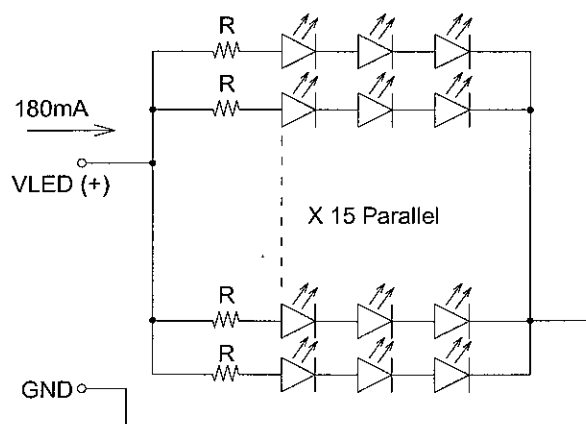 R
R
180mA
VLED (+)
X 15 Parallel
R
R
GND